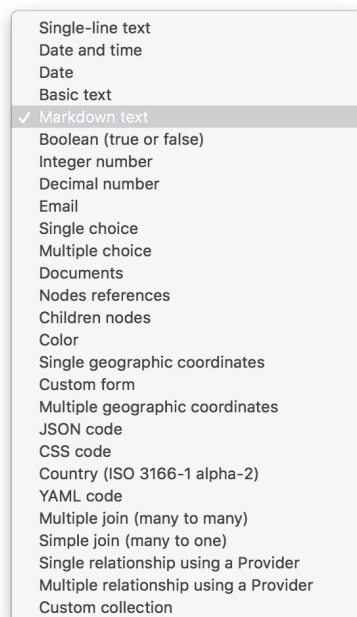 Single-line text
Date and time
Date
Basic text
✓ Markdown text
Boolean (true or false)
Integer number
Decimal number
Email
Single choice
Multiple choice
Documents
Nodes references
Children nodes
Color
Single geographic coordinates
Custom form
Multiple geographic coordinates
JSON code
CSS code
Country (ISO 3166-1 alpha-2)
YAML code
Multiple join (many to many)
Simple join (many to one)
Single relationship using a Provider
Multiple relationship using a Provider
Custom collection